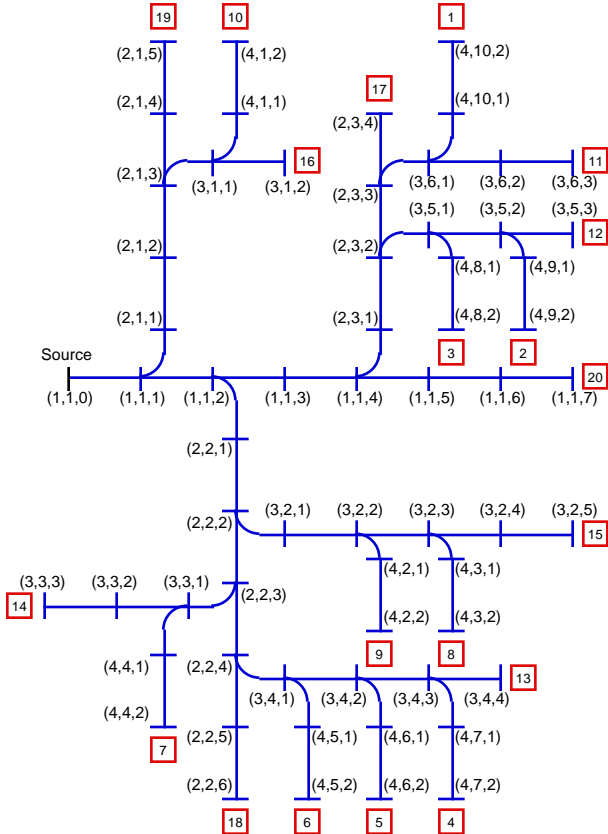 19 10 1
(2,1,5) (4,1,2) (4,10,2)
17
(2,1,4) (4,1,1) (4,10,1)
(2,3,4)
16 11
(2,1,3) (3,1,1) (3,1,2) (2,3,3) (3,6,1) (3,6,2) (3,6,3)
(3,5,1) (3,5,2) (3,5,3)
12
(2,1,2) (2,3,2) (4,8,1) (4,9,1)
(2,1,1) (2,3,1) (4,8,2) (4,9,2)
3 2
Source
20
(1,1,0) (1,1,1) (1,1,2) (1,1,3) (1,1,4) (1,1,5) (1,1,6) (1,1,7)
(2,2,1)
(3,2,1) (3,2,2) (3,2,3) (3,2,4) (3,2,5)
(2,2,2)
15
(4,2,1) (4,3,1)
(3,3,3) (3,3,2) (3,3,1) (2,2,3)
14
(4,2,2) (4,3,2)
9 8
(4,4,1) (2,2,4)
13
(3,4,1) (3,4,2) (3,4,3) (3,4,4)
(4,4,2) (2,2,5) (4,5,1) (4,6,1) (4,7,1)
7
(2,2,6) (4,5,2) (4,6,2) (4,7,2)
18 6 5 4